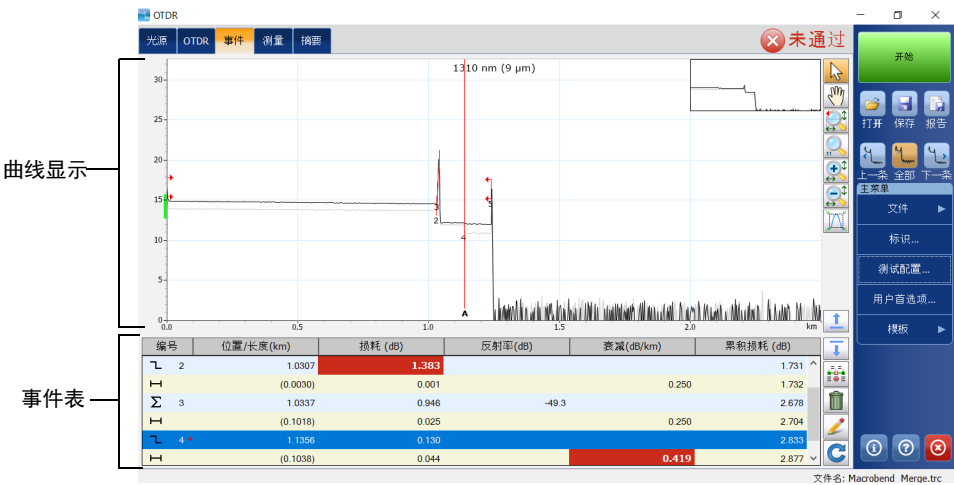 OTDR
光源 OTDR 事件 测量 摘要
未通过
开始
1310 nm (9 µm)
30
25
20
15
10
5
0
3
2
4
5
A
0.0 0.5 1.0 1.5 2.0 km
曲线显示
打开 保存 报告
上一条 全部 下一条
主菜单
文件
标识...
测试配置...
用户首选项...
模板
编号 位置/长度(km) 损耗 (dB) 反射率(dB) 衰减(dB/km) 累积损耗 (dB)
2 1.0307 1.383 1.731
(0.0030) 0.001 0.250 1.732
Σ 3 1.0337 0.946 -49.3 2.678
(0.1018) 0.025 0.250 2.704
4 1.1356 0.130 2.833
(0.1038) 0.044 0.419 2.877
事件表
文件名: Macrobend_Merge.trc